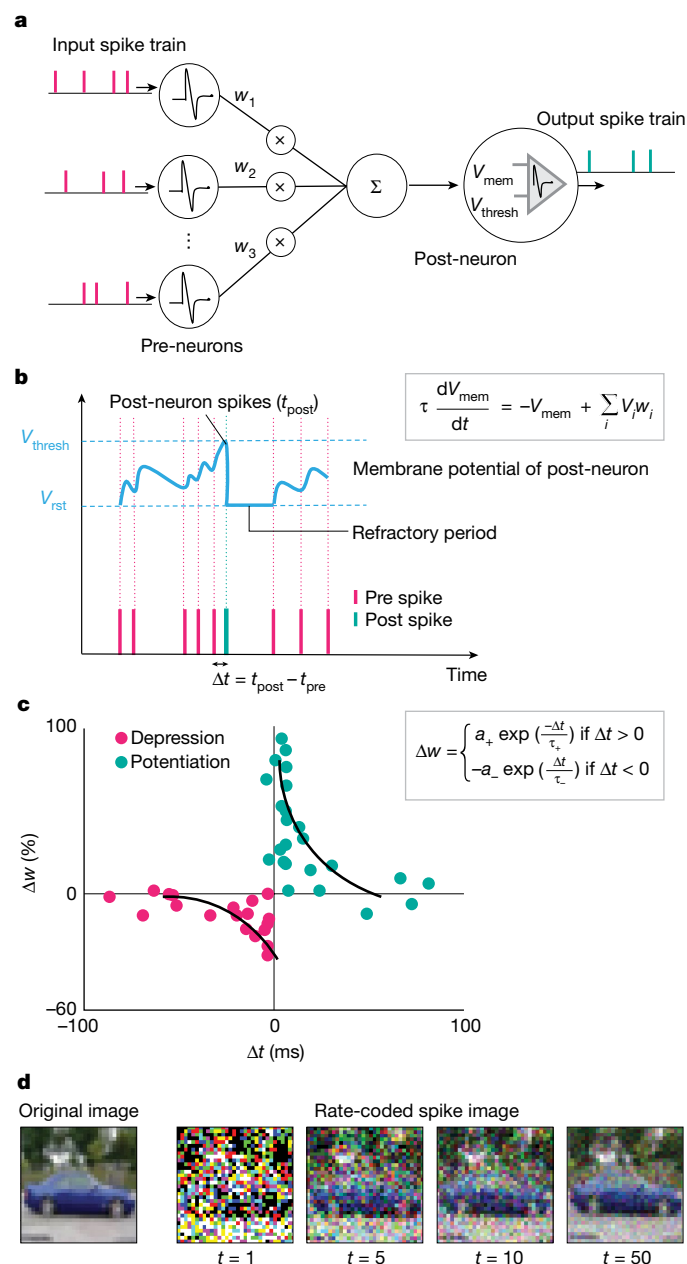 a
Input spike train
w1
Output spike train
w2
Vmem
Σ
Vthresh
⋮
w3
Post-neuron
Pre-neurons
b
Post-neuron spikes (tpost)
τ dVmem/dt = −Vmem + ∑i Viwi
Vthresh
Membrane potential of post-neuron
Vrst
Refractory period
Pre spike
Post spike
Time
Δt = tpost − tpre
c
100
Depression
Potentiation
Δw = { a+ exp (−Δt/τ+) if Δt > 0
−a− exp (Δt/τ−) if Δt < 0
Δw (%)
0
−60
−100 0 100
Δt (ms)
d
Original image Rate-coded spike image
t = 1 t = 5 t = 10 t = 50